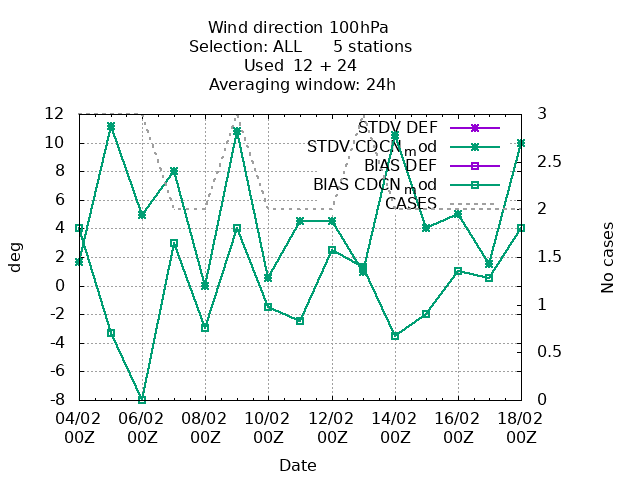 Wind direction 100hPa
Selection: ALL 5 stations
Used 12 + 24
Averaging window: 24h
12 3
STDV DEF
10 STDV CDCN_mod
2.5
8 BIAS DEF
6 BIAS CDCN_mod
CASES
4 2
2 1.5
0
-2 1
-4 0.5
-6
-8 0
deg
No cases
04/02 06/02 08/02 10/02 12/02 14/02 16/02 18/02
00Z 00Z 00Z 00Z 00Z 00Z 00Z 00Z
Date